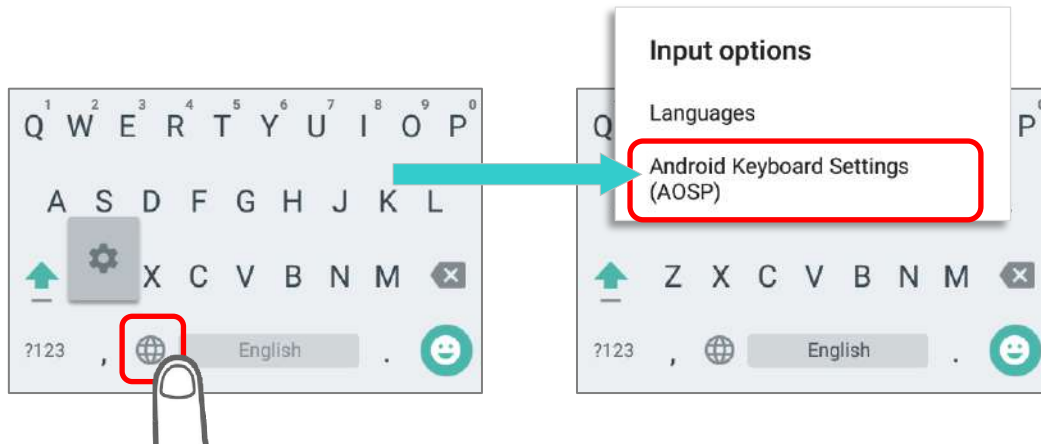 1 2 3 4 5 6 7 8 9 0
Q W E R T Y U I O P
A S D F G H J K L
X C V B N M
?123 , English .
Input options
Languages
Android Keyboard Settings
(AOSP)
Q P
Z X C V B N M
?123 , English .